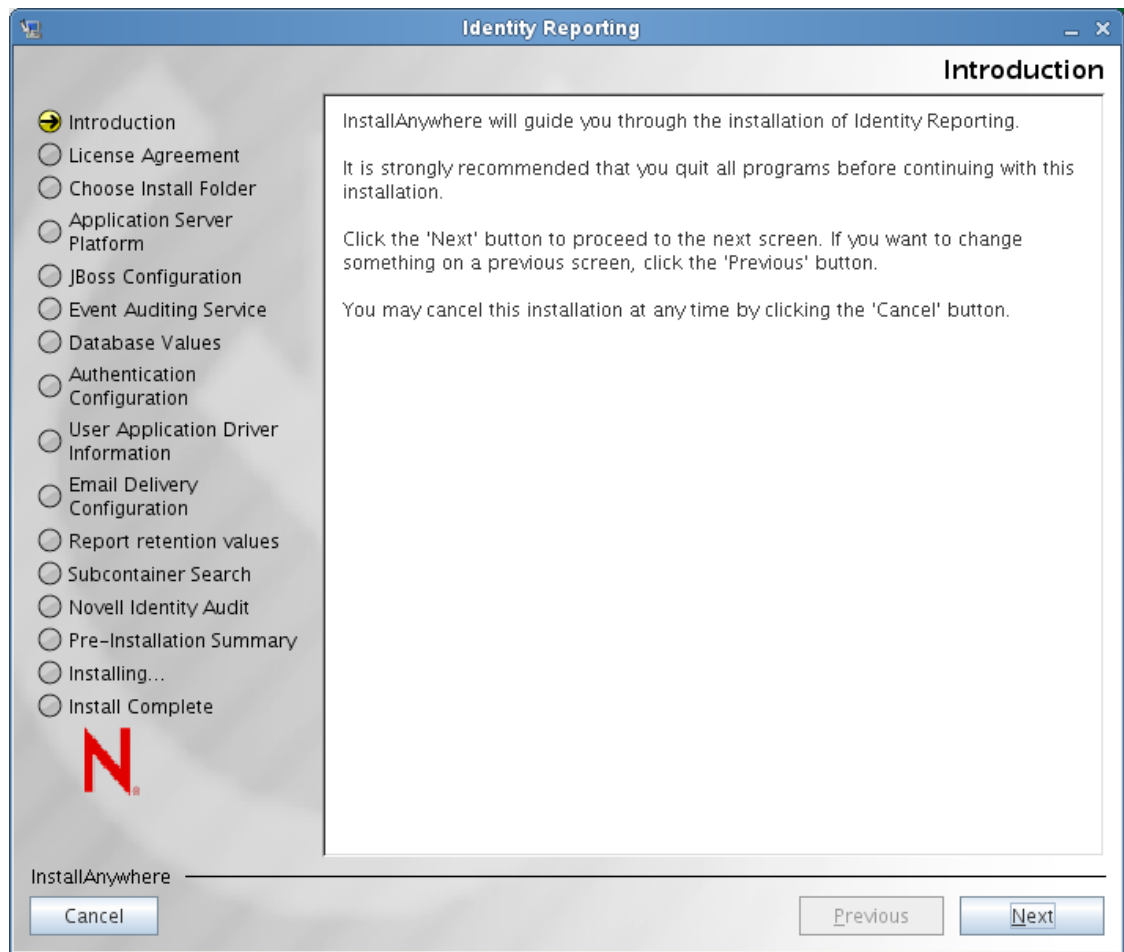 Identity Reporting
Introduction
Introduction
License Agreement
Choose Install Folder
Application Server
Platform
JBoss Configuration
Event Auditing Service
Database Values
Authentication
Configuration
User Application Driver
Information
Email Delivery
Configuration
Report retention values
Subcontainer Search
Novell Identity Audit
Pre-Installation Summary
Installing...
Install Complete
N®
InstallAnywhere will guide you through the installation of Identity Reporting.
It is strongly recommended that you quit all programs before continuing with this
installation.
Click the 'Next' button to proceed to the next screen. If you want to change
something on a previous screen, click the 'Previous' button.
You may cancel this installation at any time by clicking the 'Cancel' button.
InstallAnywhere
Cancel
Previous
Next